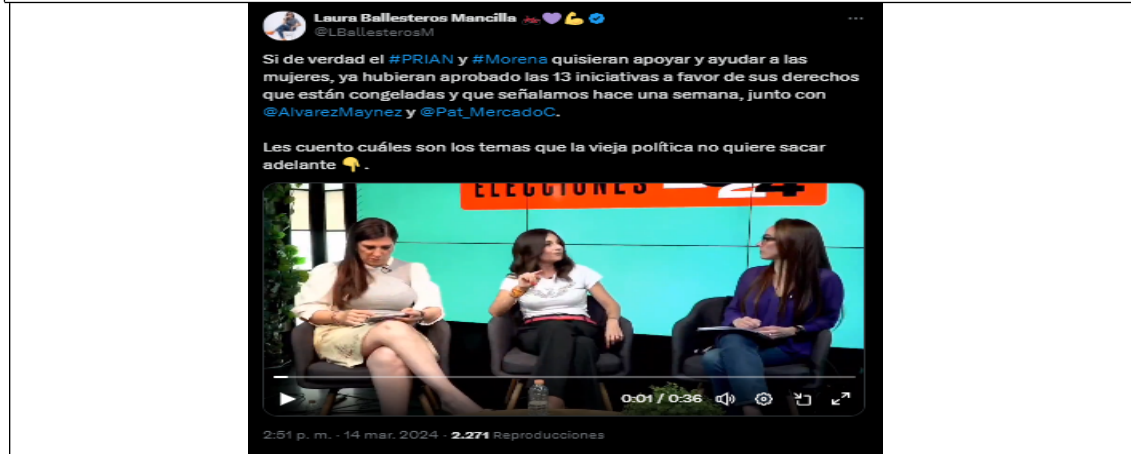 Laura Ballesteros Mancilla
@LBallesterosM
Si de verdad el #PRIAN y #Morena quisieran apoyar y ayudar a las
mujeres, ya hubieran aprobado las 13 iniciativas a favor de sus derechos
que están congeladas y que señalamos hace una semana, junto con
@AlvarezMaynez y @Pat_MercadoC.
Les cuento cuáles son los temas que la vieja política no quiere sacar
adelante 👇.
ELECCIONES 2024
0:01 / 0:36
2:51 p. m. · 14 mar. 2024 · 2.271 Reproducciones